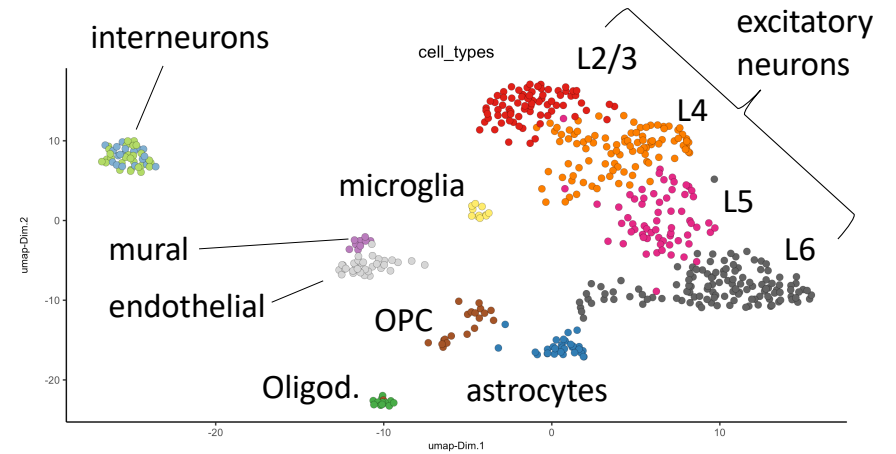 cell_types
interneurons
excitatory
neurons
L2/3
L4
microglia
L5
mural
L6
endothelial
OPC
Oligod.
astrocytes
umap-Dim.2
10
0
-10
-20
-20
-10
0
10
umap-Dim.1